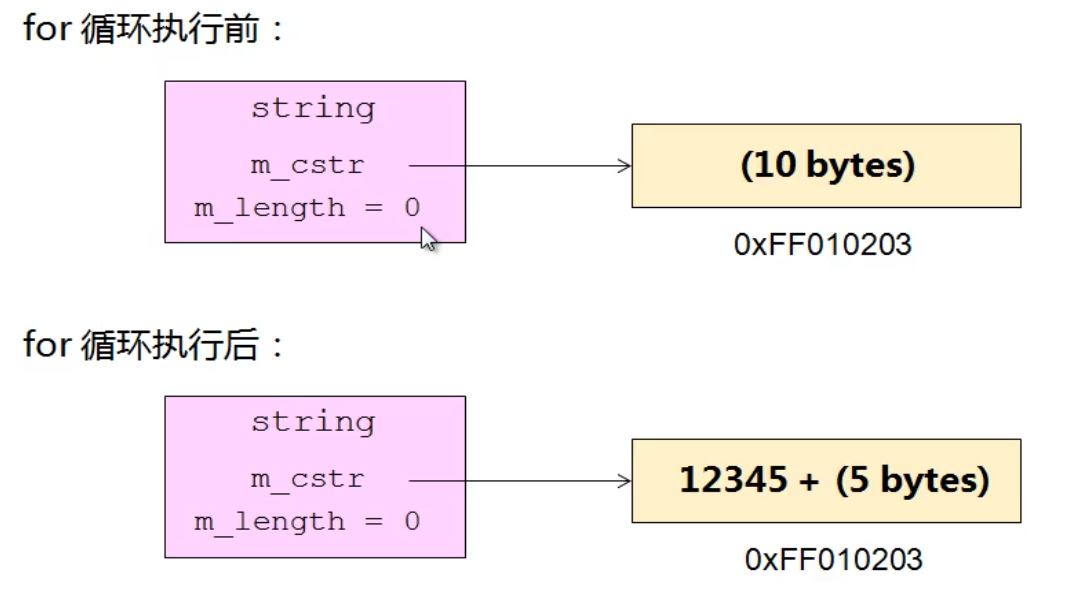 for 循环执行前：
string
m_cstr
m_length = 0
(10 bytes)
0xFF010203
for 循环执行后：
string
m_cstr
m_length = 0
12345 + (5 bytes)
0xFF010203